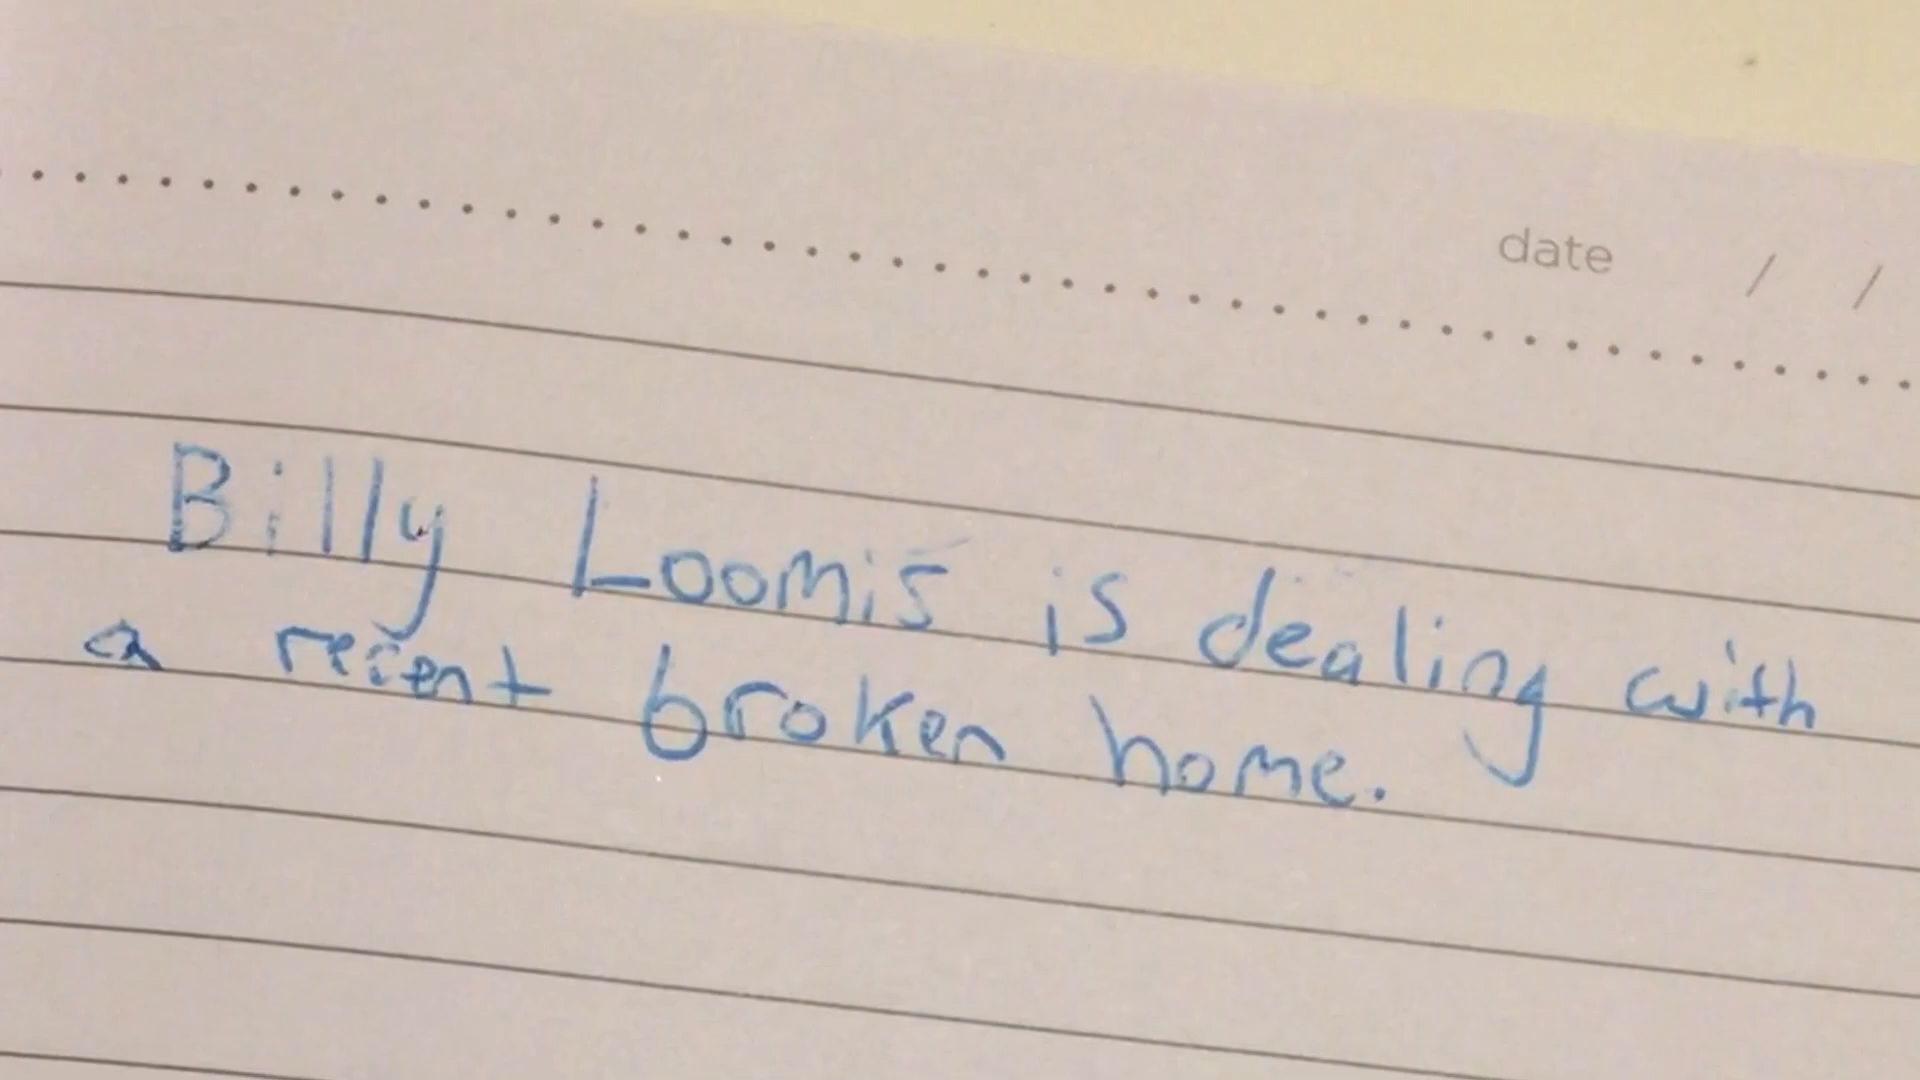 date / /
Billy Loomis is dealing with
a recent broken home.